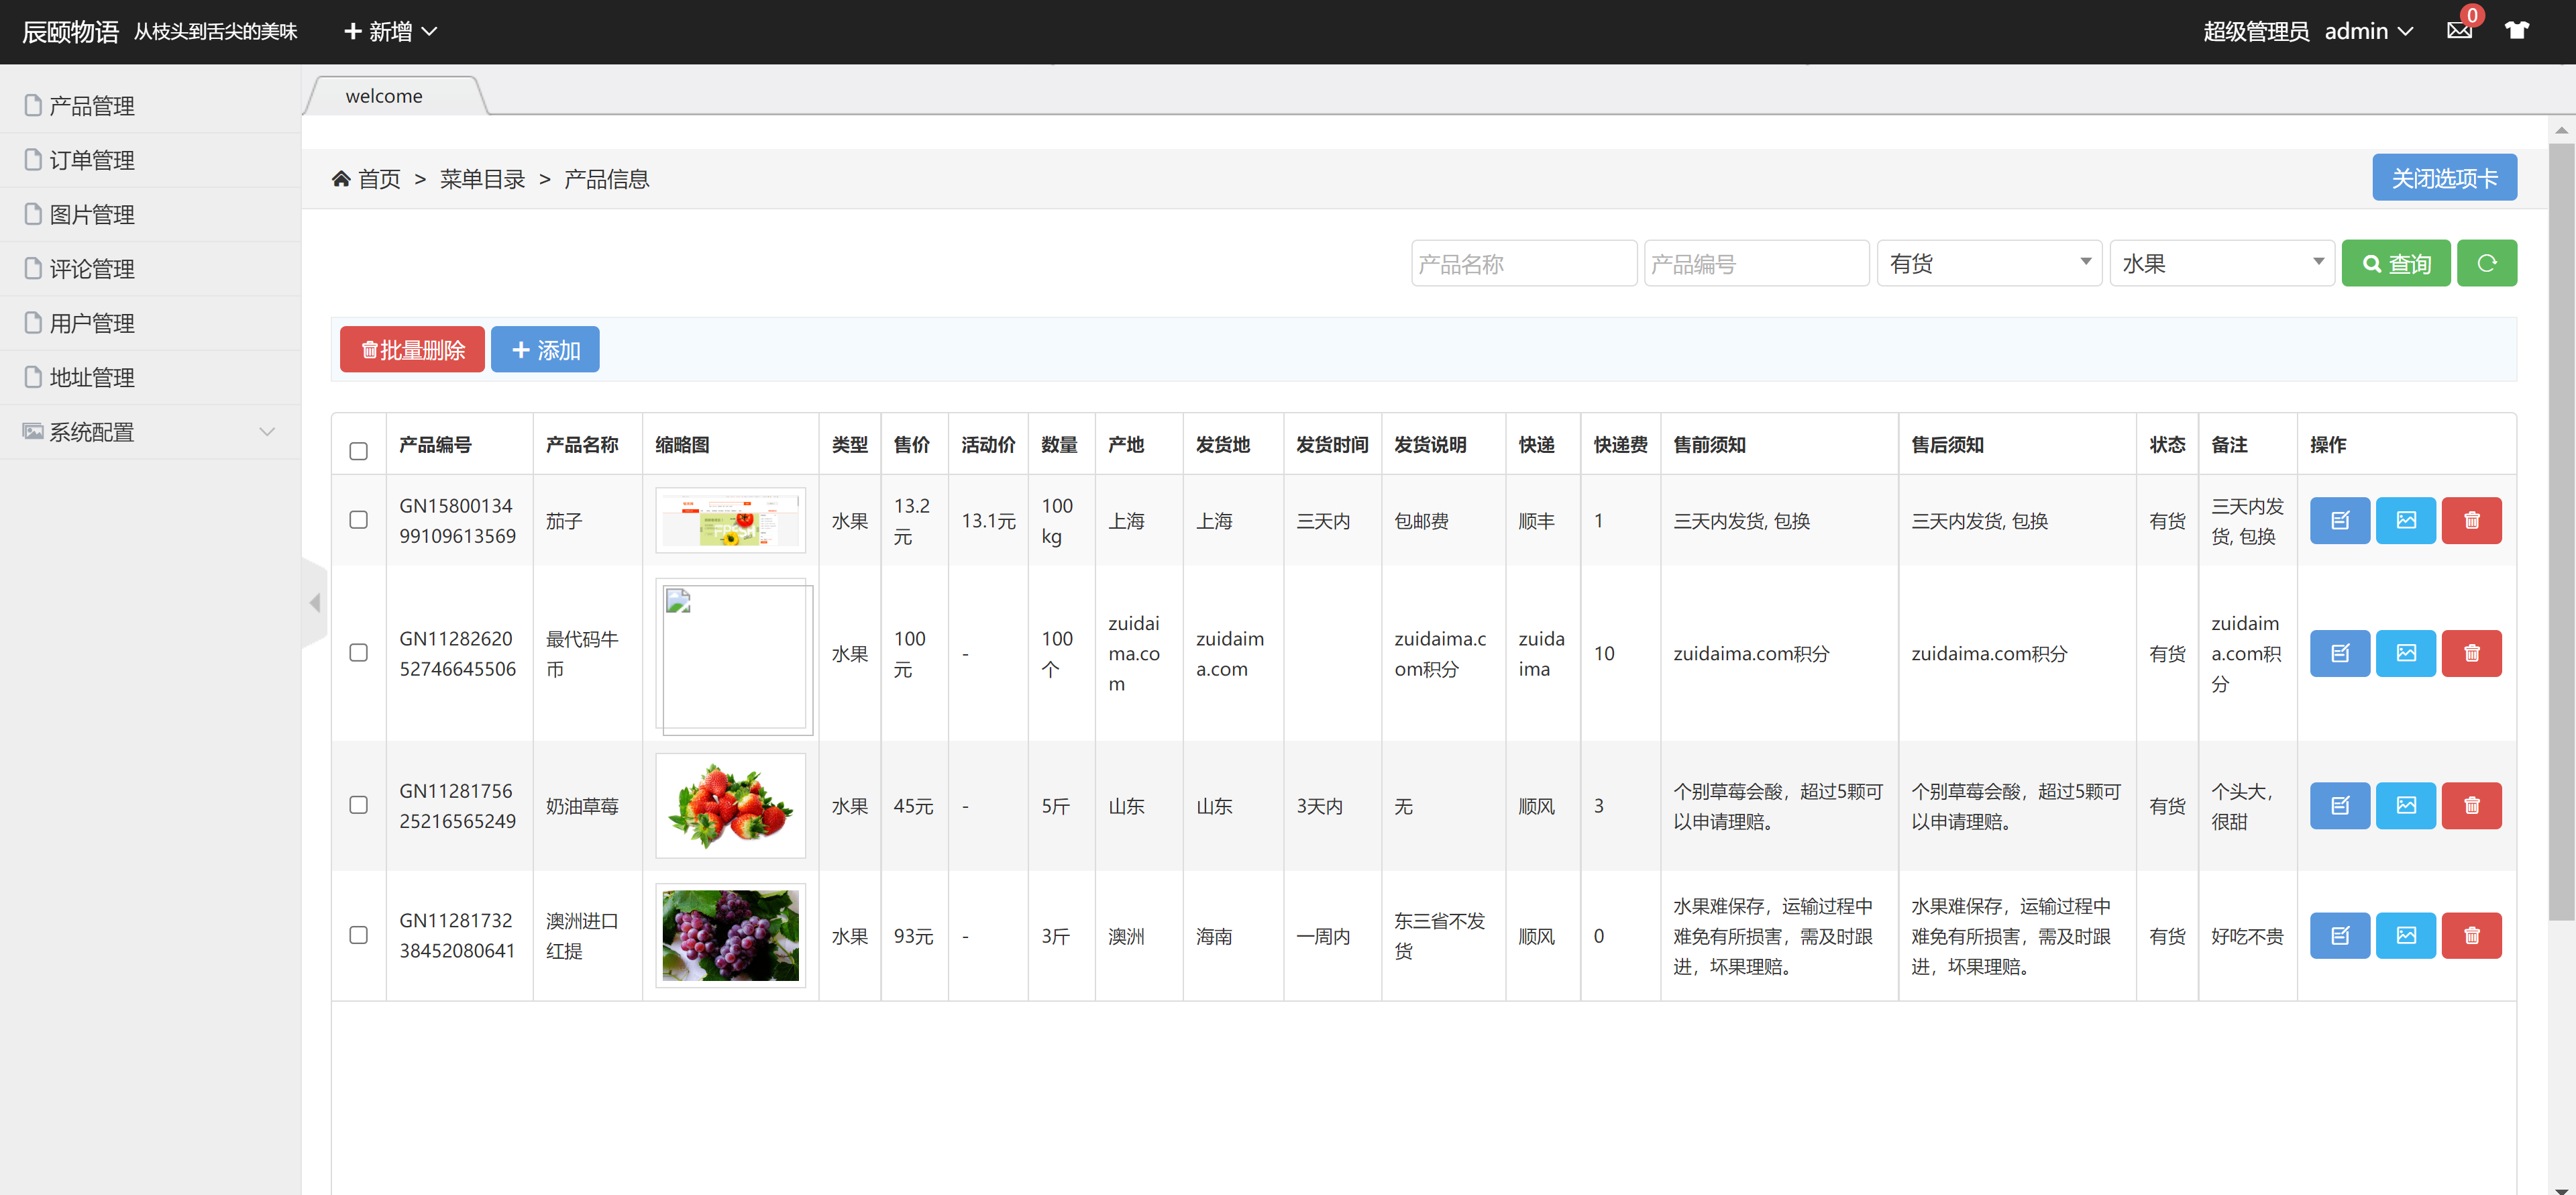 辰颐物语 从枝头到舌尖的美味 新增 超级管理员 admin 0
产品管理
订单管理
图片管理
评论管理
用户管理
地址管理
系统配置
welcome
首页 > 菜单目录 > 产品信息 关闭选项卡
产品名称 产品编号 有货 水果 查询
批量删除 添加
产品编号 产品名称 缩略图 类型 售价 活动价 数量 产地 发货地 发货时间 发货说明 快递 快递费 售前须知 售后须知 状态 备注 操作
GN15800134
99109613569
茄子
水果
13.2
元
13.1元
100
kg
上海
上海
三天内
包邮费
顺丰
1
三天内发货, 包换
三天内发货, 包换
有货
三天内发
货, 包换
GN11282620
52746645506
最代码牛
币
水果
100
元
-
100
个
zuidai
ma.co
m
zuidaim
a.com
zuidaima.c
om积分
zuida
ima
10
zuidaima.com积分
zuidaima.com积分
有货
zuidaim
a.com积
分
GN11281756
25216565249
奶油草莓
水果
45元
-
5斤
山东
山东
3天内
无
顺风
3
个别草莓会酸，超过5颗可
以申请理赔。
个别草莓会酸，超过5颗可
以申请理赔。
有货
个头大，
很甜
GN11281732
38452080641
澳洲进口
红提
水果
93元
-
3斤
澳洲
海南
一周内
东三省不发
货
顺风
0
水果难保存，运输过程中
难免有所损害，需及时跟
进，坏果理赔。
水果难保存，运输过程中
难免有所损害，需及时跟
进，坏果理赔。
有货
好吃不贵